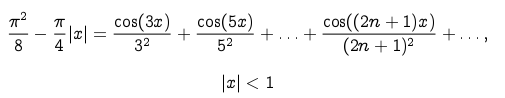 π²/8 − π/4|x| = cos(3x)/3² + cos(5x)/5² + ... + cos((2n + 1)x)/(2n + 1)² + ...,
|x| < 1